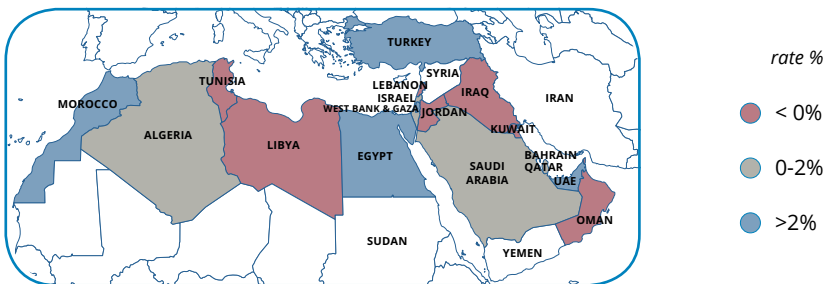 TURKEY
rate %
TUNISIA
SYRIA
LEBANON
IRAQ
ISRAEL
IRAN
MOROCCO
WEST BANK & GAZA
JORDAN
< 0%
KUWAIT
ALGERIA
LIBYA
EGYPT
BAHRAIN
SAUDI
ARABIA
QATAR
0-2%
UAE
OMAN
>2%
SUDAN
YEMEN